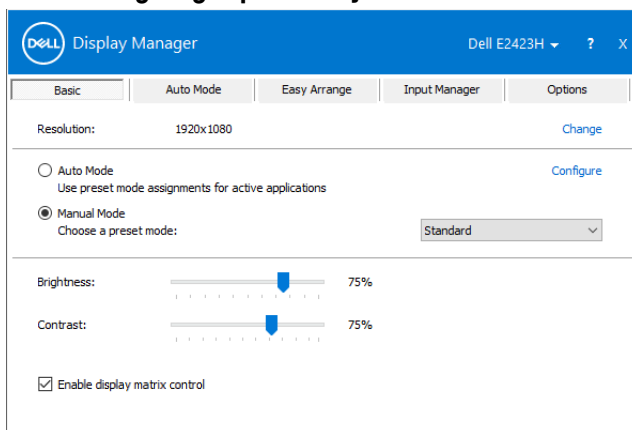 DELL Display Manager Dell E2423H ? X
Basic Auto Mode Easy Arrange Input Manager Options
Resolution: 1920x1080 Change
Auto Mode Configure
Use preset mode assignments for active applications
Manual Mode
Choose a preset mode: Standard
Brightness: 75%
Contrast: 75%
Enable display matrix control